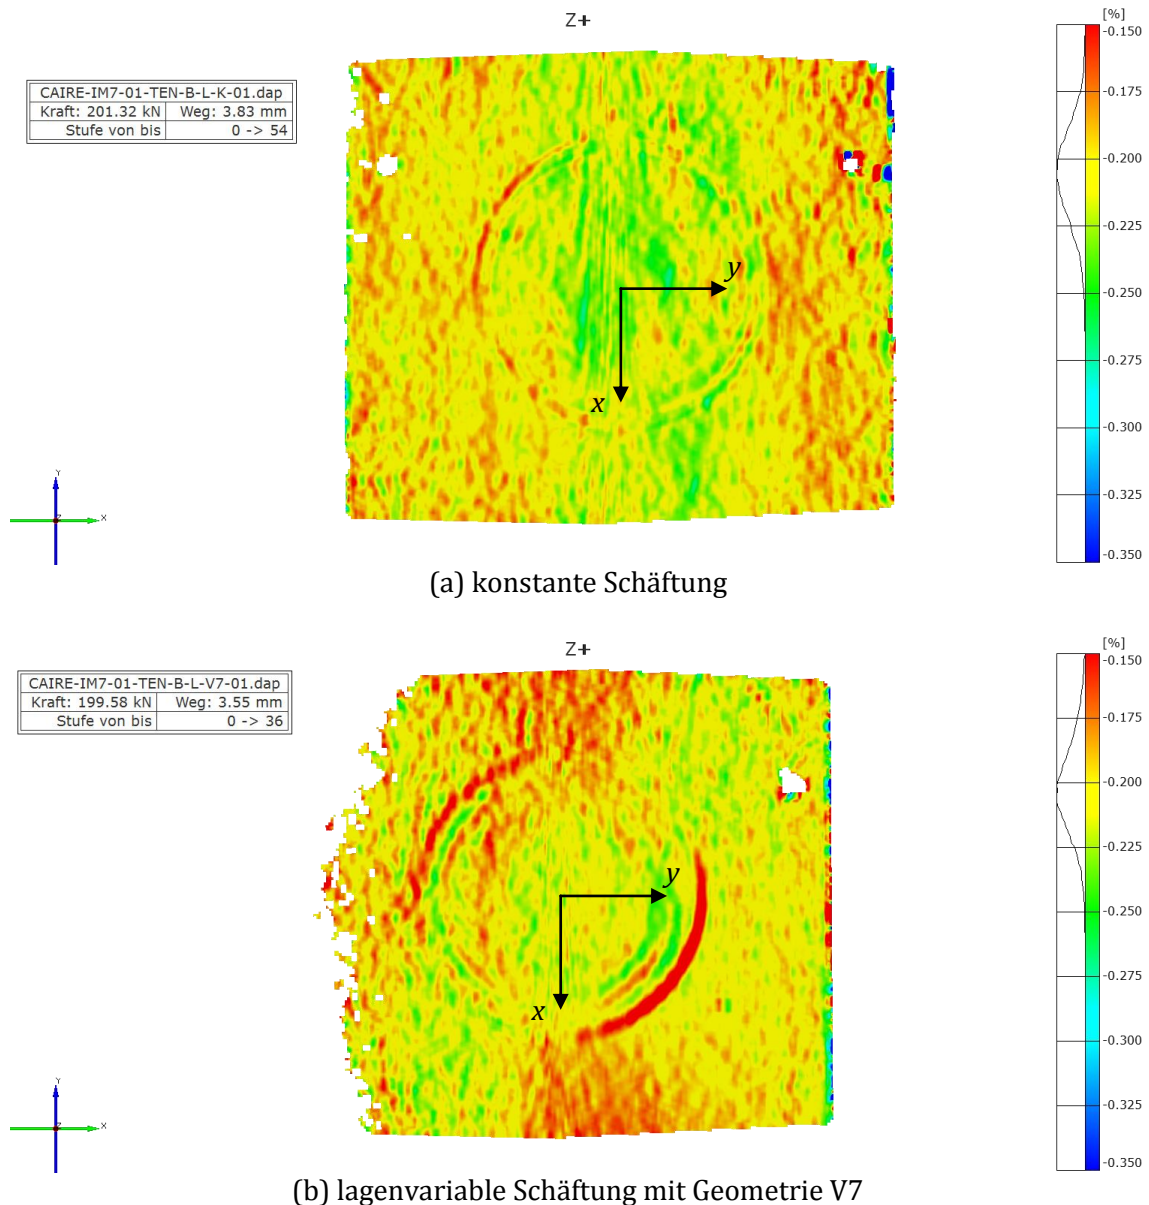 Z+
[%]
CAIRE-IM7-01-TEN-B-L-K-01.dap
Kraft: 201.32 kN Weg: 3.83 mm
Stufe von bis 0 -> 54
-0.150
-0.175
-0.200
-0.225
-0.250
-0.275
-0.300
-0.325
-0.350
y
x
Y
Z
X
(a) konstante Schäftung
Z+
[%]
CAIRE-IM7-01-TEN-B-L-V7-01.dap
Kraft: 199.58 kN Weg: 3.55 mm
Stufe von bis 0 -> 36
-0.150
-0.175
-0.200
-0.225
-0.250
-0.275
-0.300
-0.325
-0.350
y
x
Y
Z
X
(b) lagenvariable Schäftung mit Geometrie V7